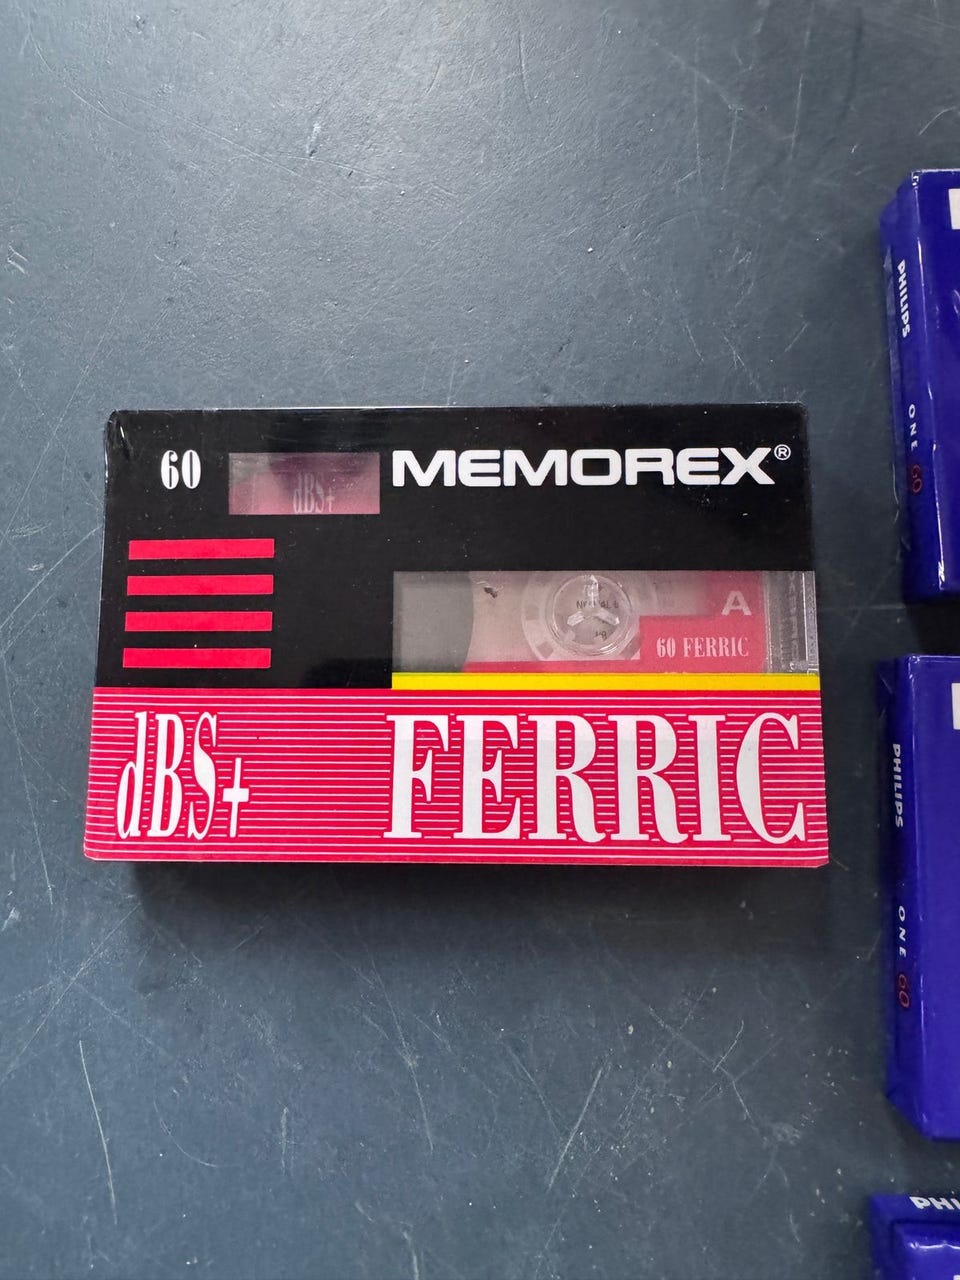 60
MEMOREX®
dBS+
A
60 FERRIC
dBS+
FERRIC
PHILIPS ONE 60
PHILIPS ONE 60